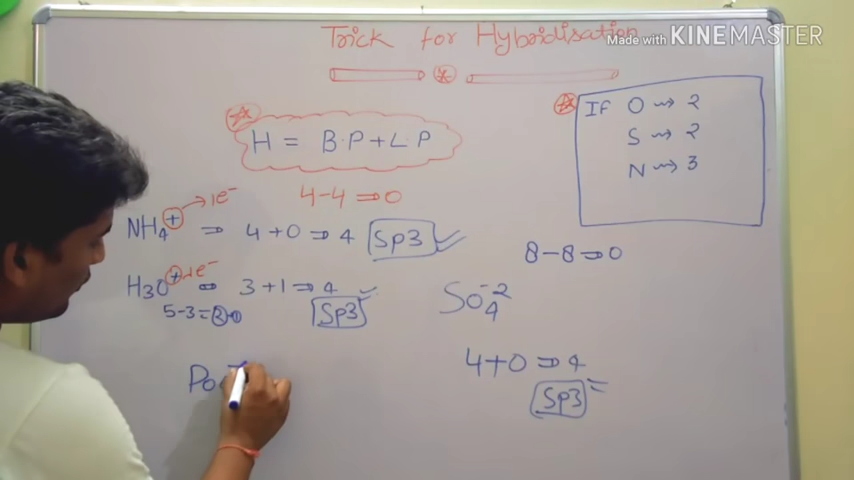 Trick for Hybridisation
Made with KINEMASTER
H = B.P + L.P
If O ⇝ 2
S ⇝ 2
N ⇝ 3
4-4 ⇒ 0
NH4+ → 1e- ⇒ 4+0 ⇒ 4 Sp3
8-8 ⇒ 0
H3O+ → 1e- ⇒ 3+1 ⇒ 4
5-3=2→1 Sp3
So4-2
4+0 ⇒ 4
Sp3
Po